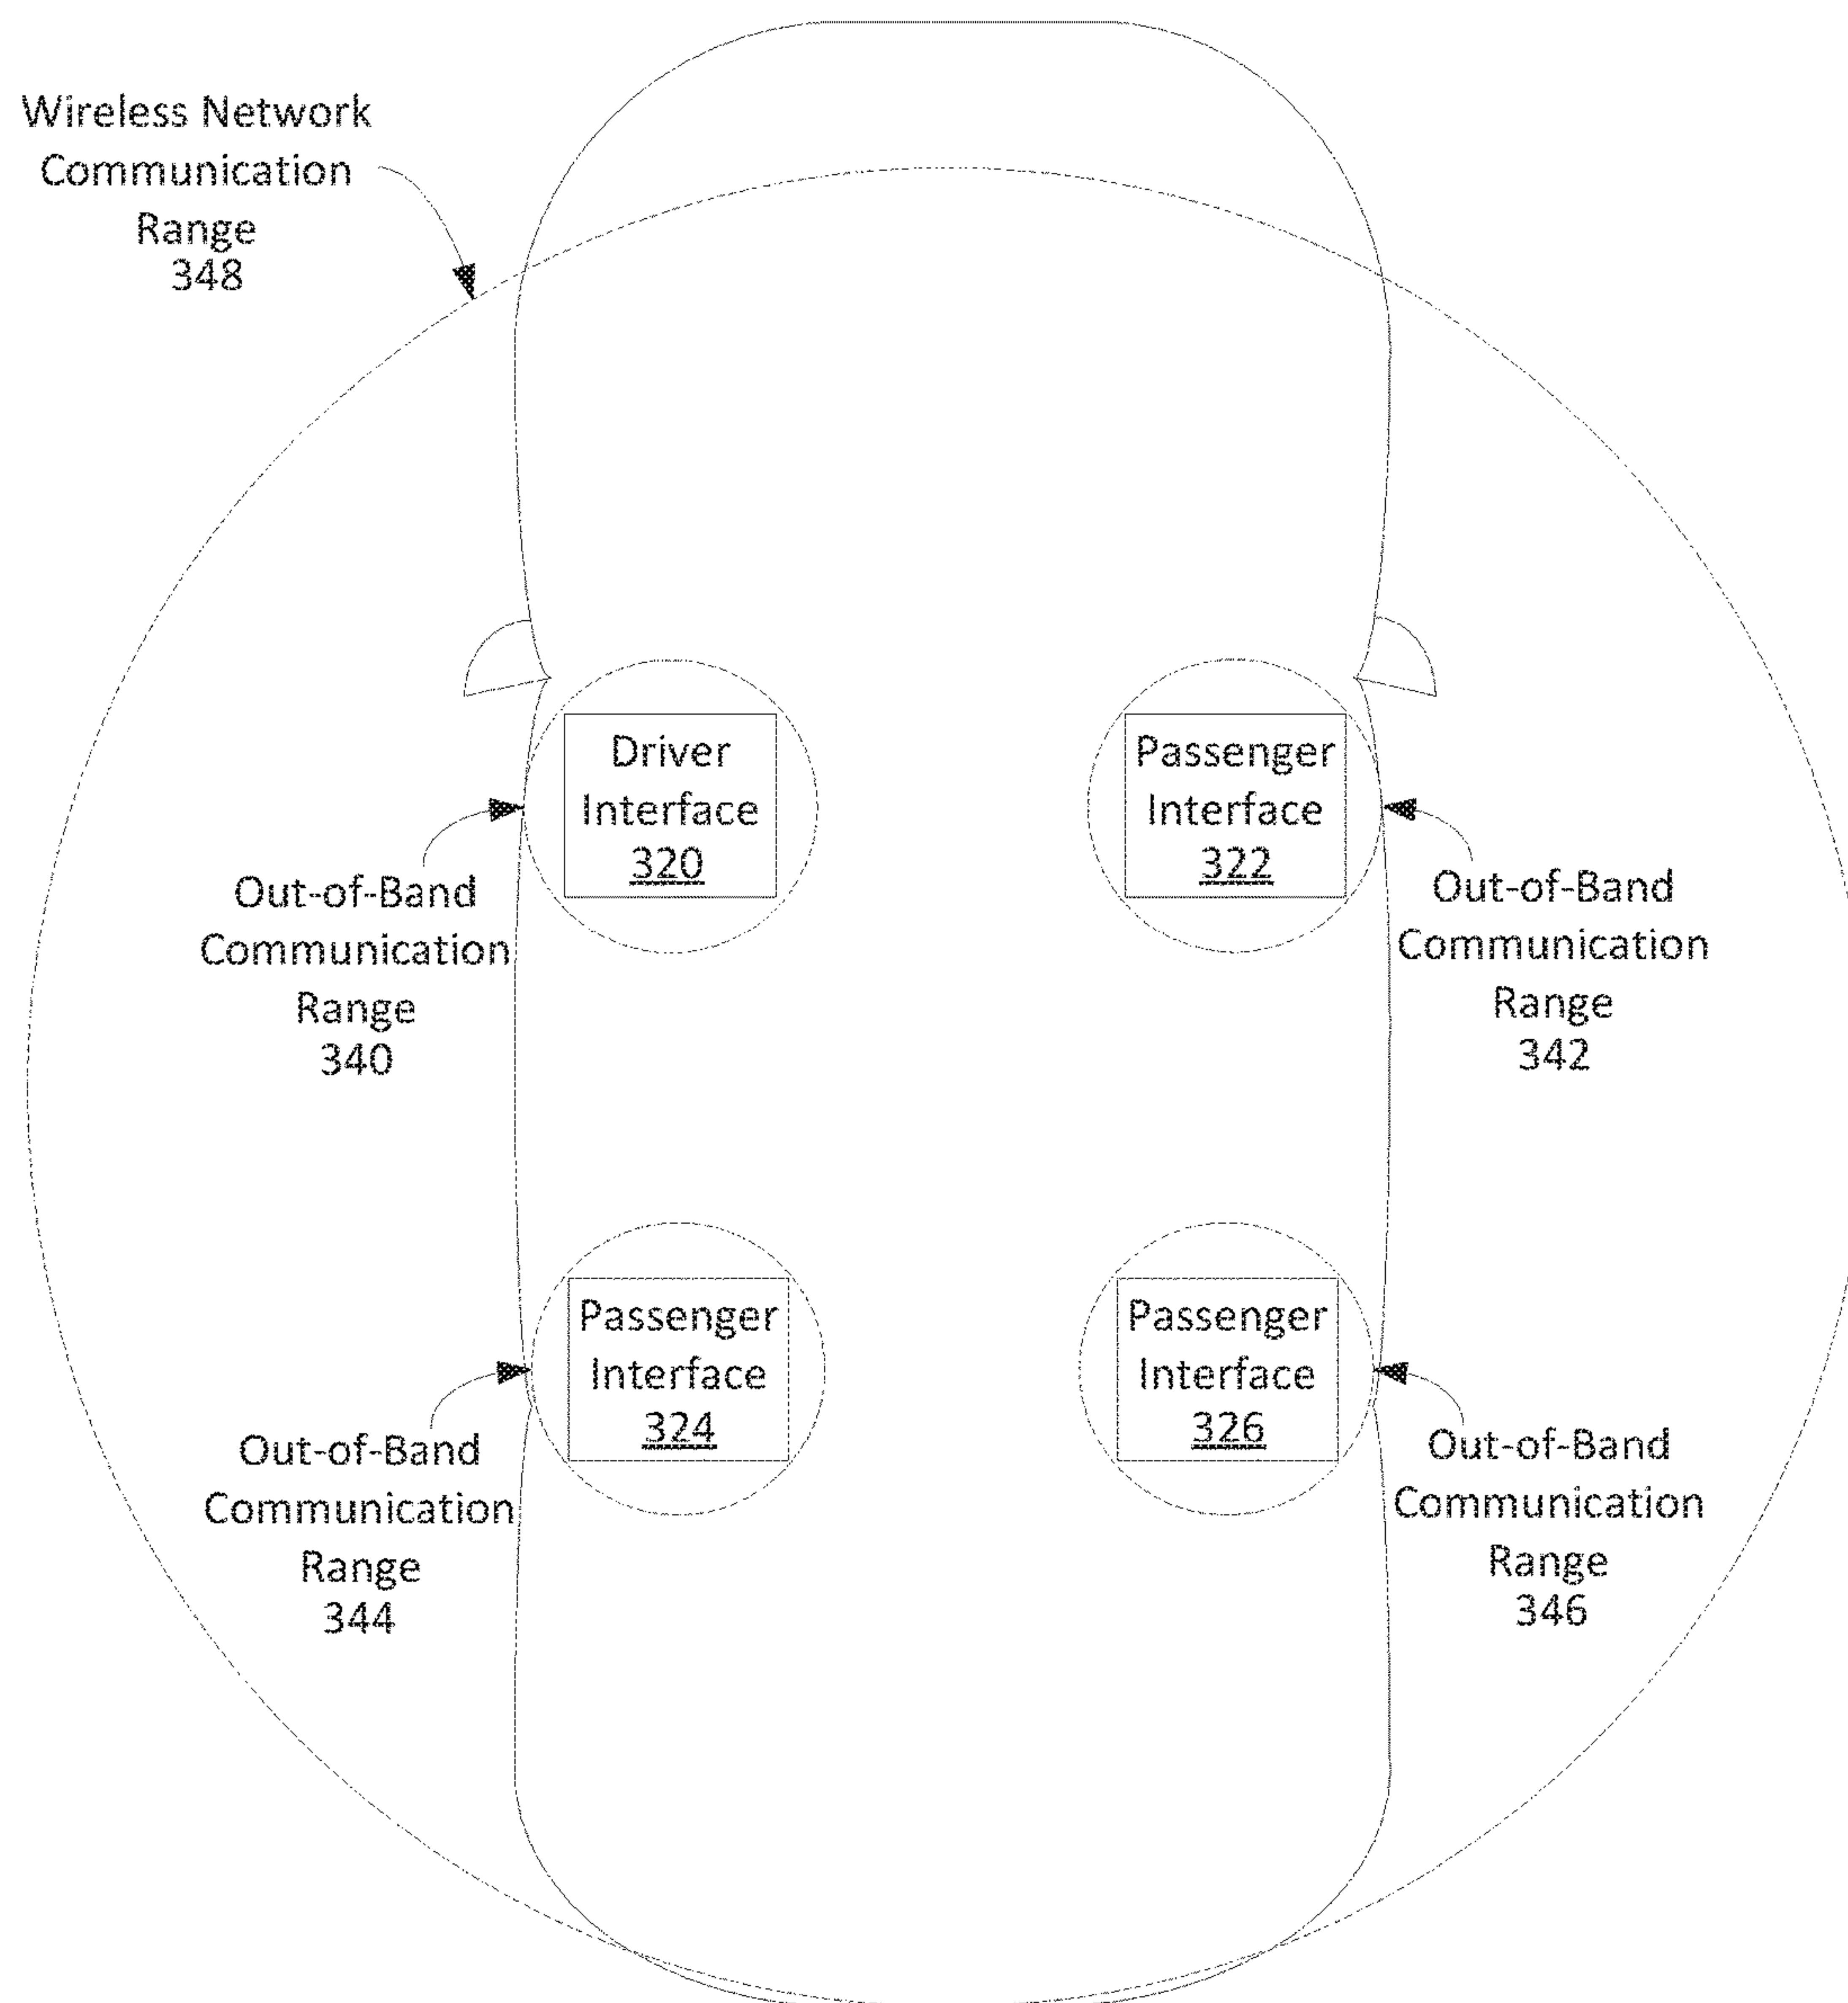 Wireless Network
Communication
Range
348
Driver
Interface
320
Passenger
Interface
322
Out-of-Band
Communication
Range
340
Out-of-Band
Communication
Range
342
Passenger
Interface
324
Passenger
Interface
326
Out-of-Band
Communication
Range
344
Out-of-Band
Communication
Range
346